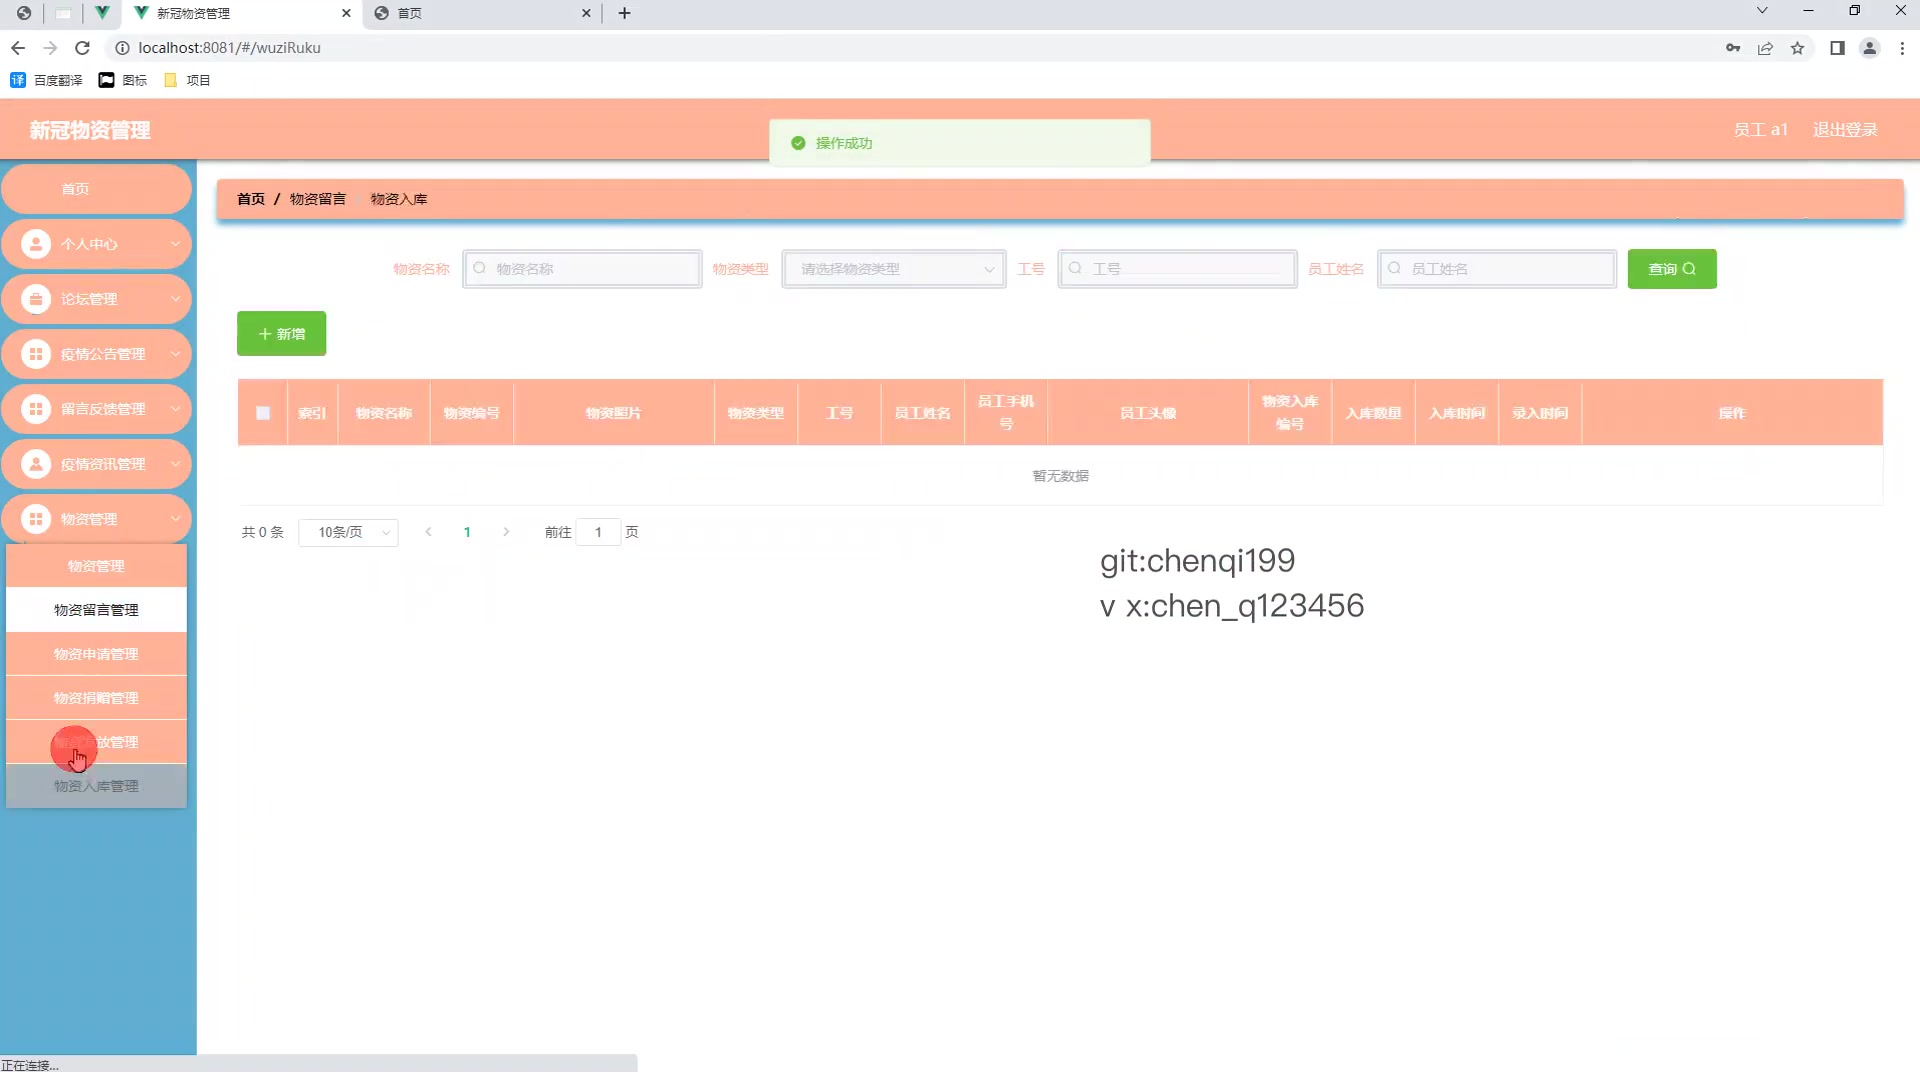 新冠物资管理
首页
localhost:8081/#/wuziRuku
百度翻译
图标
项目
新冠物资管理
操作成功
员工 a1
退出登录
首页
个人中心
论坛管理
疫情公告管理
留言反馈管理
疫情资讯管理
物资管理
物资管理
物资留言管理
物资申请管理
物资捐赠管理
放管理
物资入库管理
首页 / 物资留言 物资入库
物资名称 物资名称 物资类型 请选择物资类型 工号 工号 员工姓名 员工姓名 查询
新增
索引 物资名称 物资编号 物资照片 物资类型 工号 员工姓名 员工手机号 员工头像 物资入库编号 入库数量 入库时间 录入时间 操作
暂无数据
共 0 条 10条/页 1 前往 1 页
git:chenqi199
v x:chen_q123456
正在连接...